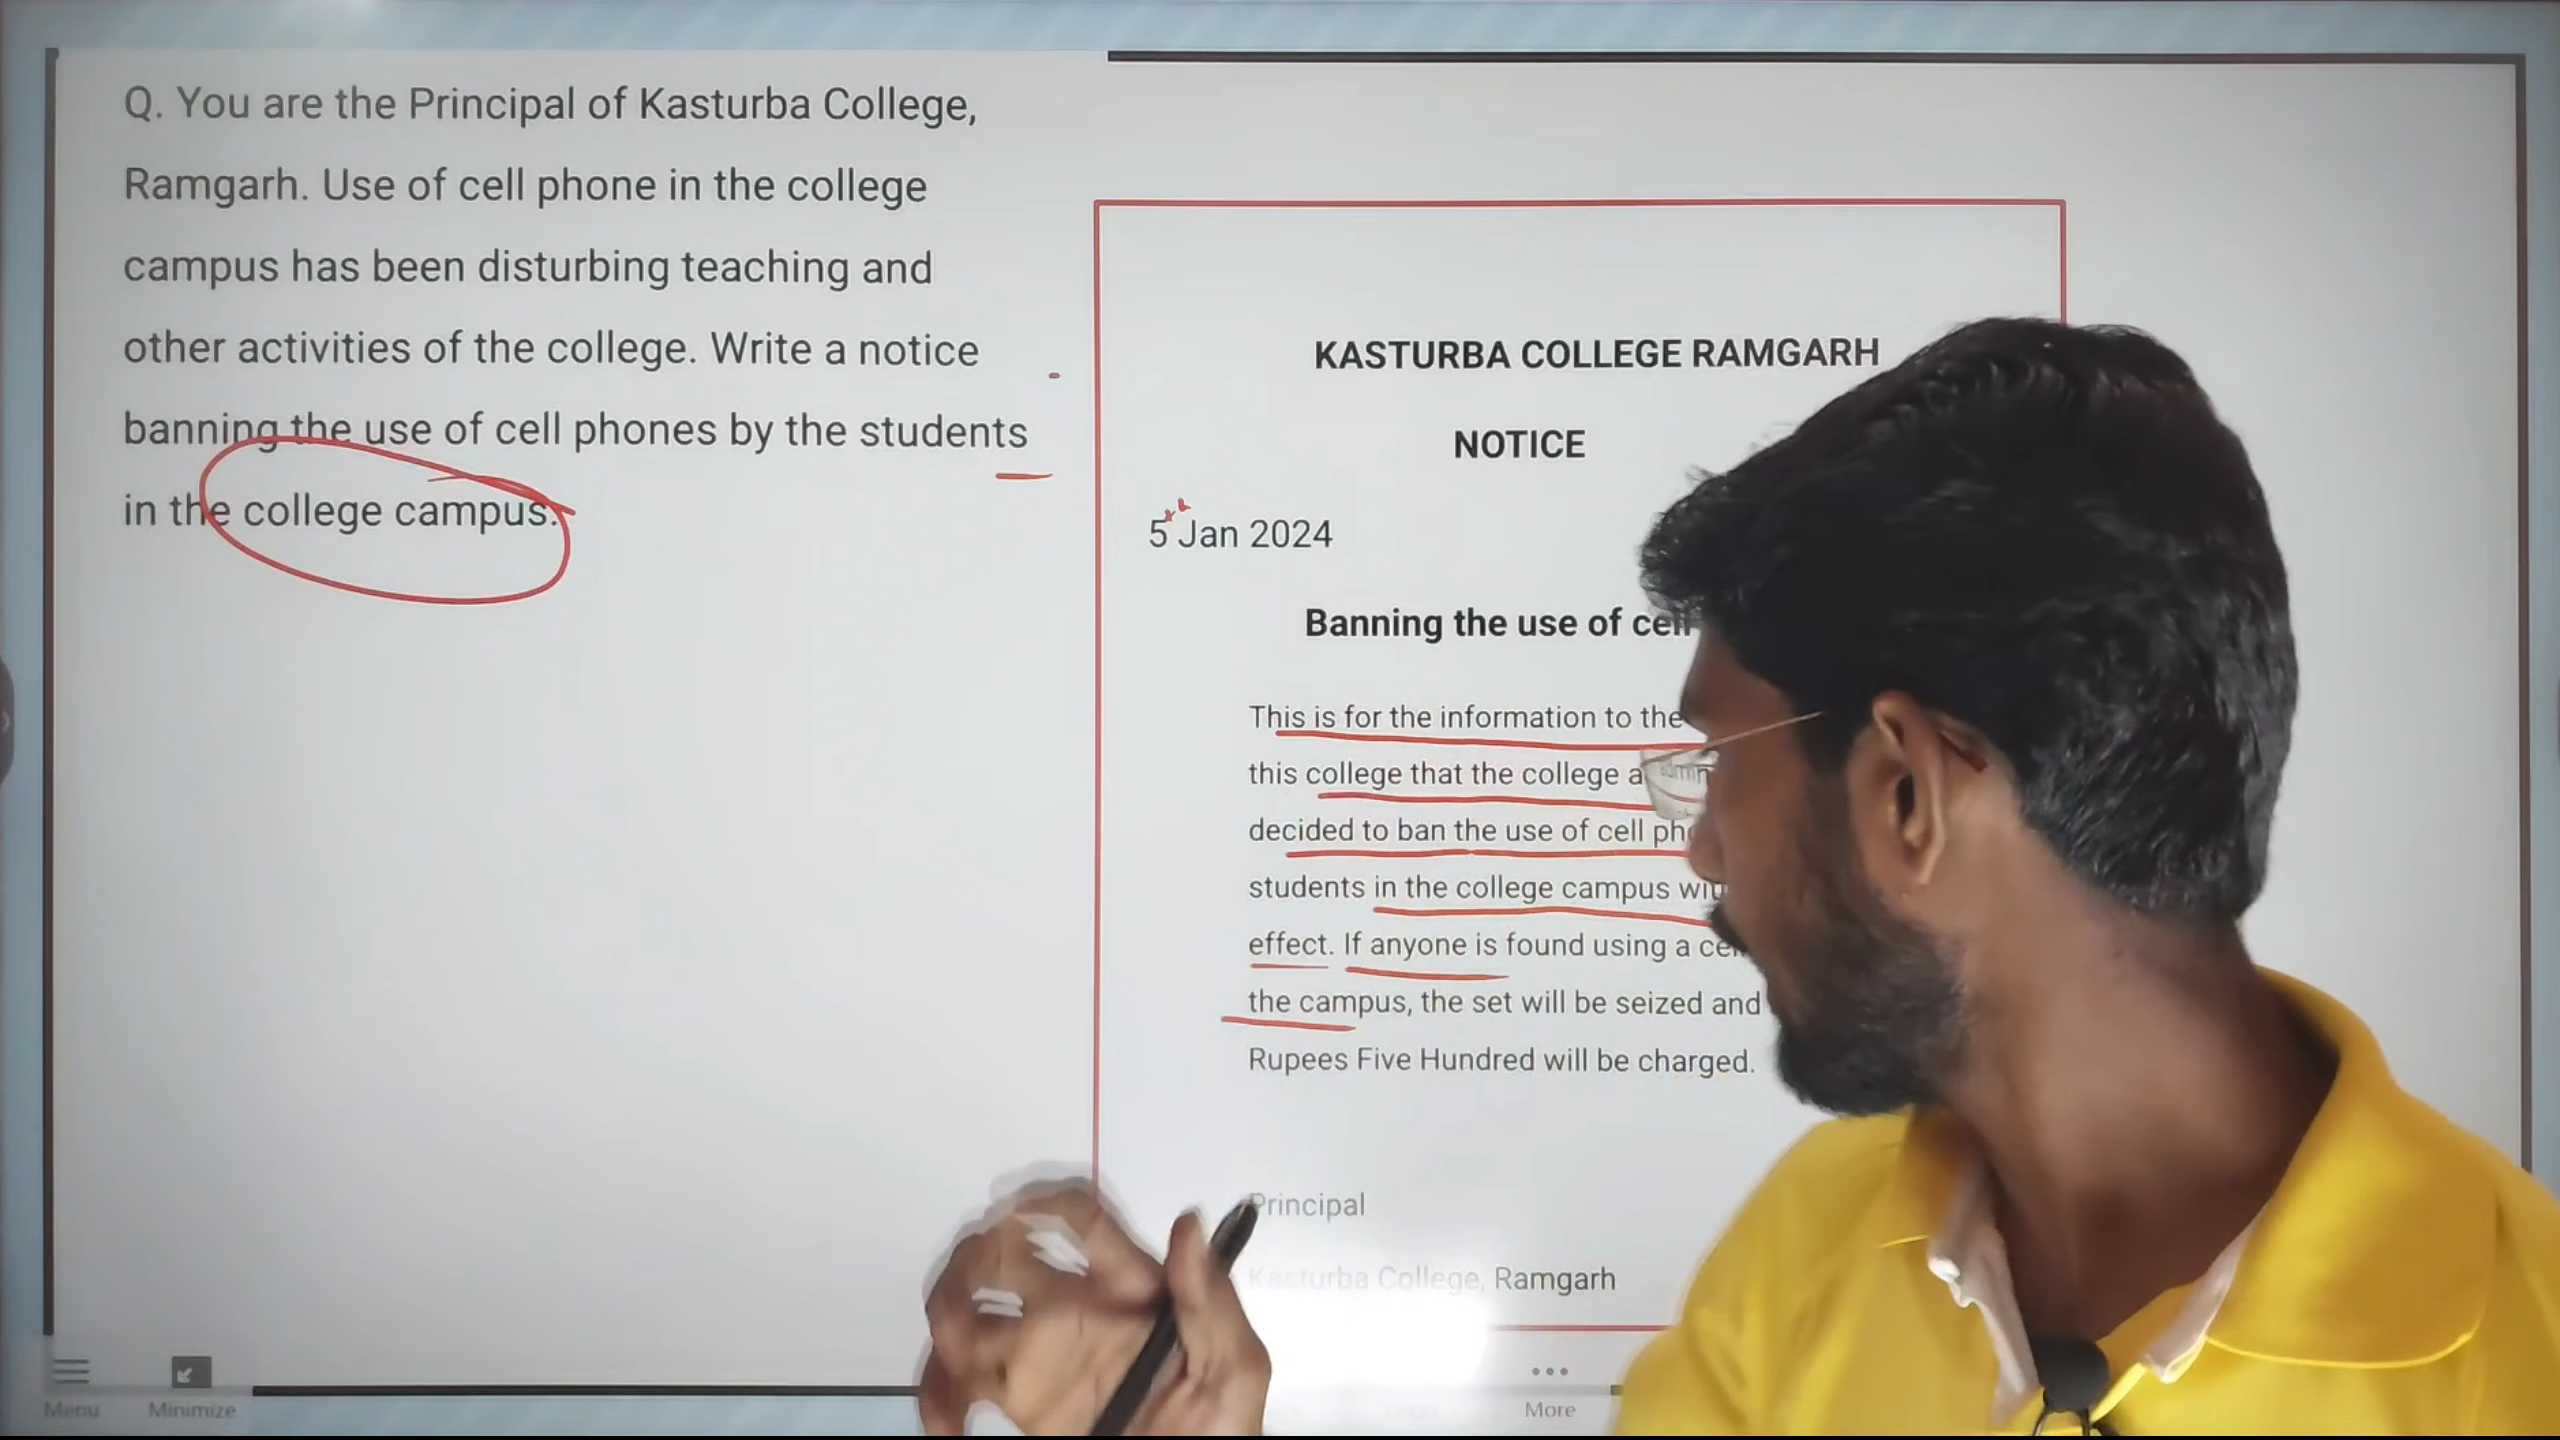 Q. You are the Principal of Kasturba College,
Ramgarh. Use of cell phone in the college
campus has been disturbing teaching and
other activities of the college. Write a notice
banning the use of cell phones by the students
in the college campus.
KASTURBA COLLEGE RAMGARH
NOTICE
5th Jan 2024
Banning the use of cell
This is for the information to the
this college that the college admin
decided to ban the use of cell
students in the college campus
effect. If anyone is found using a
the campus, the set will be seized and
Rupees Five Hundred will be charged.
Principal
Kasturba College, Ramgarh
Menu
Minimize
More